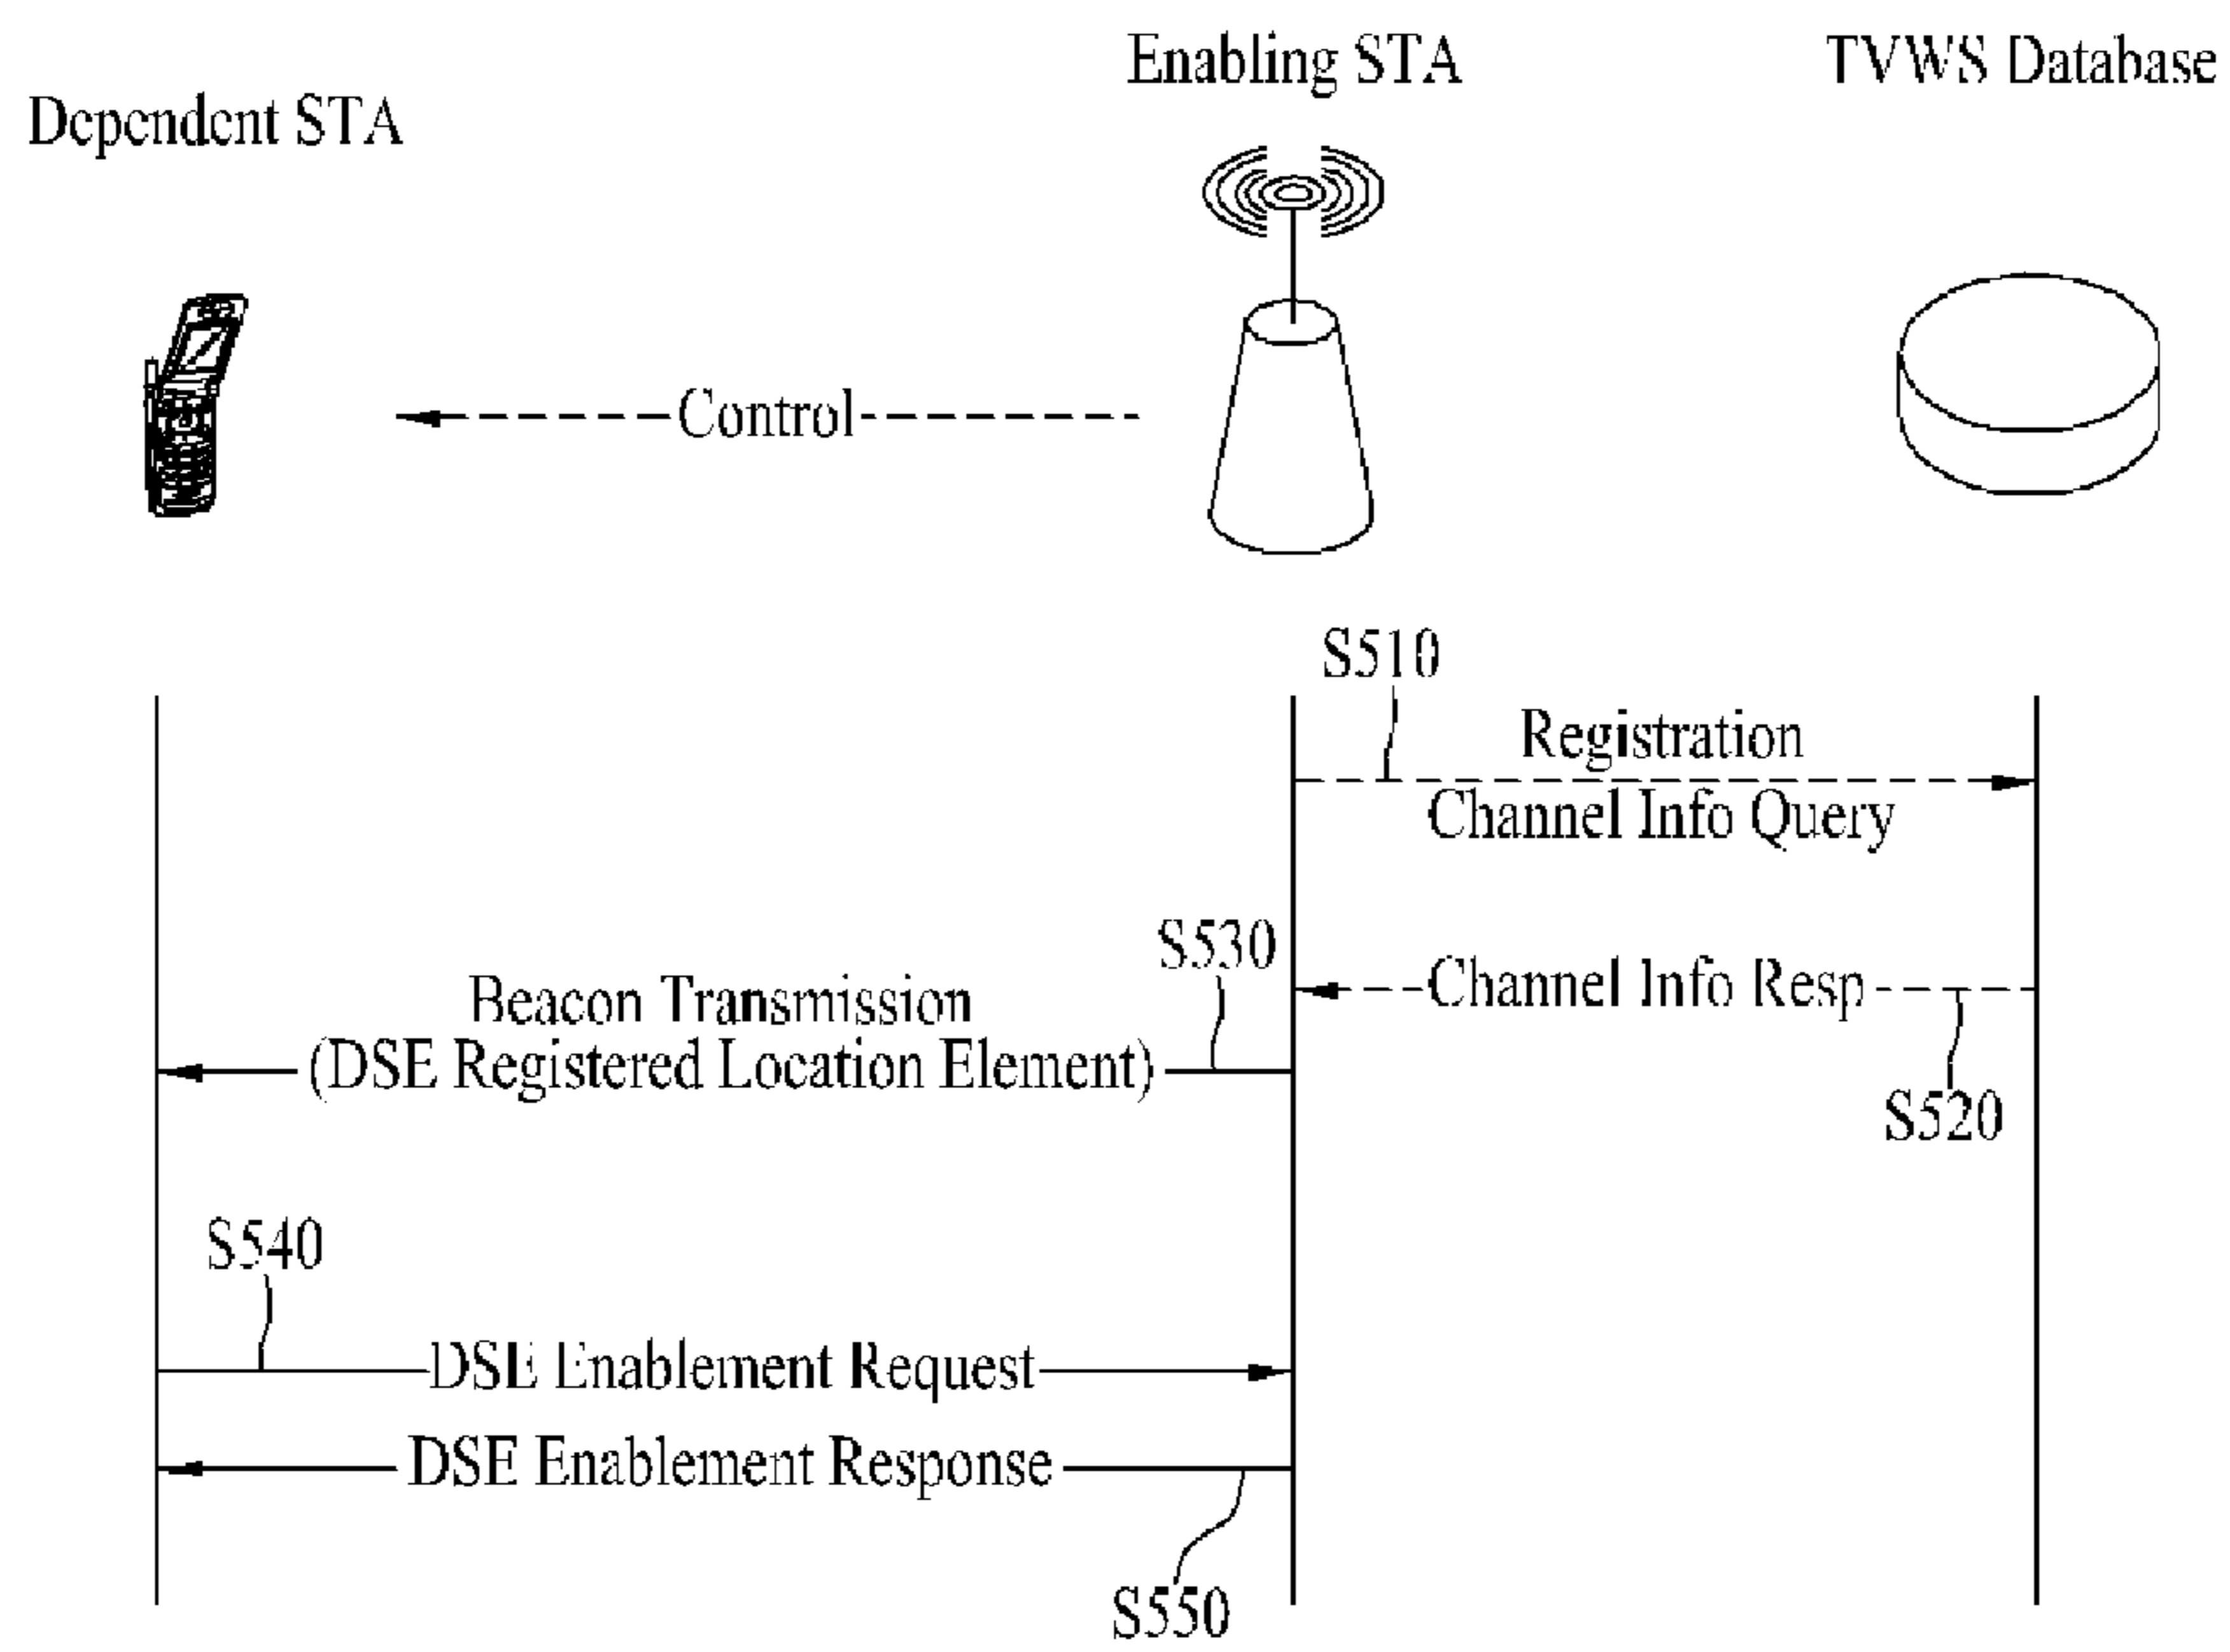 Enabling STA
TVWS Database
Dependent STA
Control
S510
Registration
Channel Info Query
S530
Channel Info Resp
Beacon Transmission
(DSE Registered Location Element)
S520
S540
DSE Enablement Request
DSE Enablement Response
S550